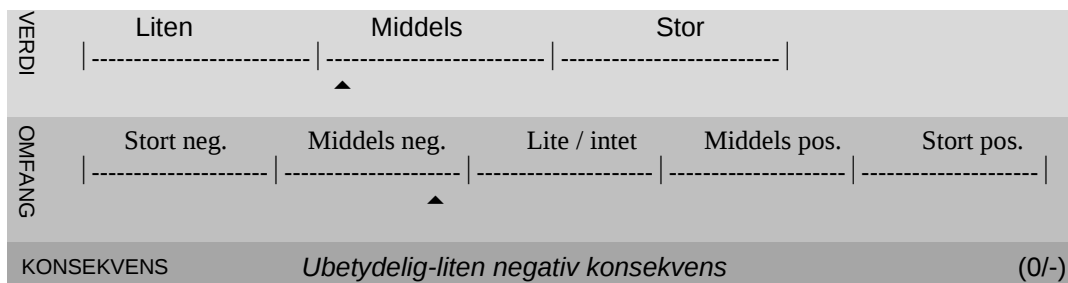 VERDI
Liten Middels Stor
|--------------------------|--------------------------|--------------------------|
OMFANG
Stort neg. Middels neg. Lite / intet Middels pos. Stort pos.
|---------------------|---------------------|---------------------|---------------------|---------------------|
KONSEKVENS Ubetydelig-liten negativ konsekvens (0/-)